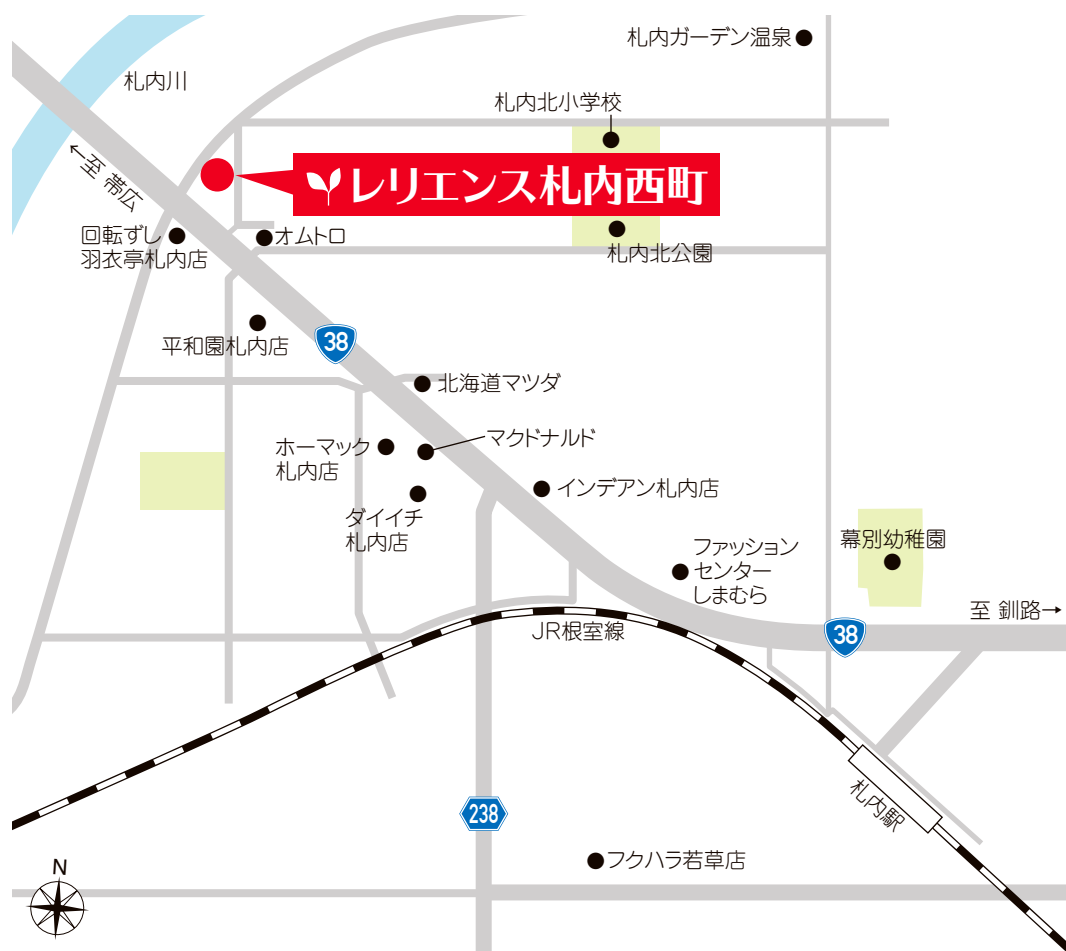 札内ガーデン温泉
札内川
札内北小学校
←至 帯広
レリエンス札内西町
回転ずし
羽衣亭札内店
オムトロ
札内北公園
平和園札内店
38
北海道マツダ
ホーマック
札内店
マクドナルド
インデアン札内店
ダイイチ
札内店
ファッション
センター
しまむら
幕別幼稚園
至 釧路→
JR根室線
38
札内駅
238
フクハラ若草店
N